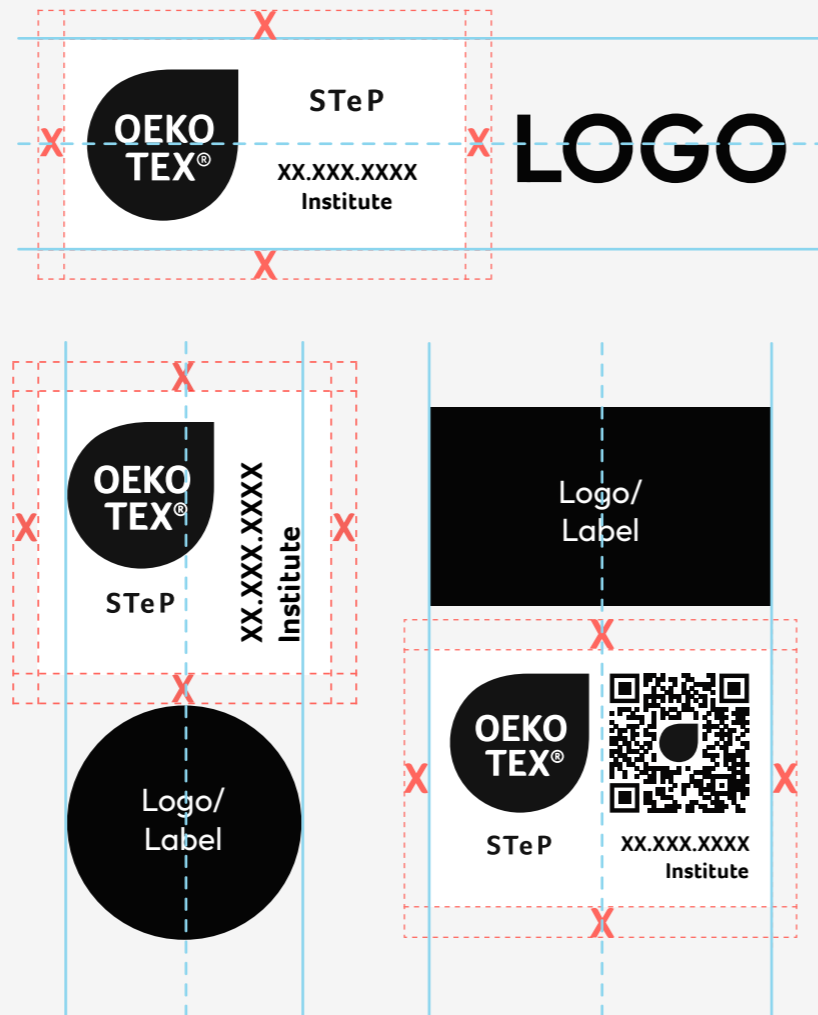 X
OEKO
TEX®
STeP
XX.XXX.XXXX
Institute
X
X
LOGO
X
X
OEKO
TEX®
STeP
XX.XXX.XXXX
Institute
X
X
X
Logo/
Label
Logo/
Label
X
OEKO
TEX®
STeP
XX.XXX.XXXX
Institute
X
X
X